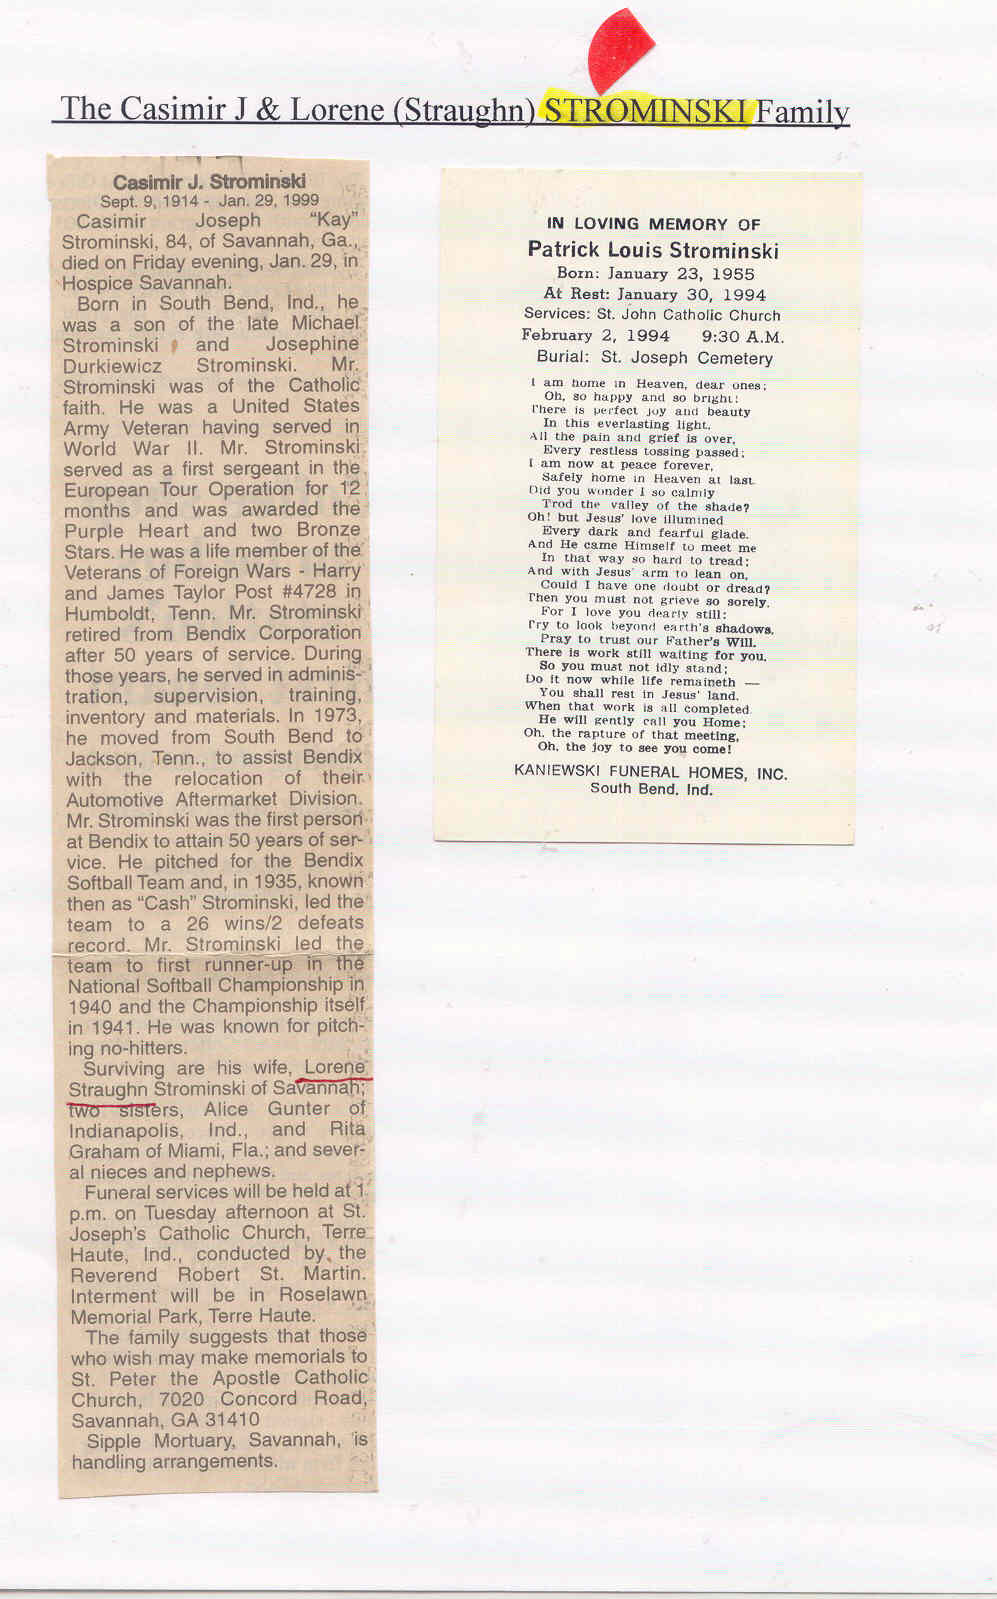 The Casimir J & Lorene (Straughn) STROMINSKI Family
Casimir J. Strominski
Sept. 9, 1914 - Jan. 29, 1999
Casimir Joseph “Kay”
Strominski, 84, of Savannah, Ga.,
died on Friday evening, Jan. 29, in
Hospice Savannah.
Born in South Bend, Ind., he
was a son of the late Michael
Strominski and Josephine
Durkiewicz Strominski. Mr.
Strominski was of the Catholic
faith. He was a United States
Army Veteran having served in
World War II. Mr. Strominski
served as a first sergeant in the
European Tour Operation for 12
months and was awarded the
Purple Heart and two Bronze
Stars. He was a life member of the
Veterans of Foreign Wars - Harry
and James Taylor Post #4728 in
Humboldt, Tenn. Mr. Strominski
retired from Bendix Corporation
after 50 years of service. During
those years, he served in adminis-
tration, supervision, training,
inventory and materials. In 1973,
he moved from South Bend to
Jackson, Tenn., to assist Bendix
with the relocation of their
Automotive Aftermarket Division.
Mr. Strominski was the first person
at Bendix to attain 50 years of ser-
vice. He pitched for the Bendix
Softball Team and, in 1935, known
then as “Cash” Strominski, led the
team to a 26 wins/2 defeats
record. Mr. Strominski led the
team to first runner-up in the
National Softball Championship in
1940 and the Championship itself
in 1941. He was known for pitch-
ing no-hitters.
Surviving are his wife, Lorene
Straughn Strominski of Savannah;
two sisters, Alice Gunter of
Indianapolis, Ind., and Rita
Graham of Miami, Fla.; and sever-
al nieces and nephews.
Funeral services will be held at 1
p.m. on Tuesday afternoon at St.
Joseph's Catholic Church, Terre
Haute, Ind., conducted by the
Reverend Robert St. Martin.
Interment will be in Roselawn
Memorial Park, Terre Haute.
The family suggests that those
who wish may make memorials to
St. Peter the Apostle Catholic
Church, 7020 Concord Road,
Savannah, GA 31410
Sipple Mortuary, Savannah, is
handling arrangements.
IN LOVING MEMORY OF
Patrick Louis Strominski
Born: January 23, 1955
At Rest: January 30, 1994
Services: St. John Catholic Church
February 2, 1994 9:30 A.M.
Burial: St. Joseph Cemetery
I am home in Heaven, dear ones;
Oh, so happy and so bright!
There is perfect joy and beauty
In this everlasting light.
All the pain and grief is over,
Every restless tossing passed;
I am now at peace forever,
Safely home in Heaven at last.
Did you wonder I so calmly
Trod the valley of the shade?
Oh! but Jesus' love illumined
Every dark and fearful glade.
And He came Himself to meet me
In that way so hard to tread;
And with Jesus' arm to lean on,
Could I have one doubt or dread?
Then you must not grieve so sorely,
For I love you dearly still:
Try to look beyond earth's shadows,
Pray to trust our Father's Will.
There is work still waiting for you,
So you must not idly stand;
Do it now while life remaineth —
You shall rest in Jesus' land.
When that work is all completed,
He will gently call you Home;
Oh, the rapture of that meeting,
Oh, the joy to see you come!
KANIEWSKI FUNERAL HOMES, INC.
South Bend, Ind.